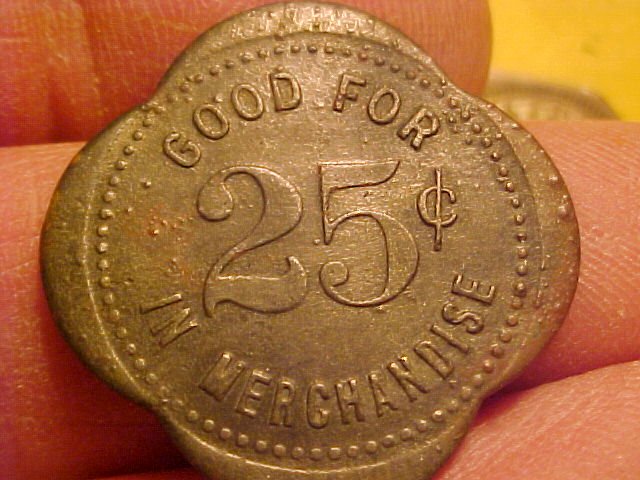 GOOD FOR
25¢
IN MERCHANDISE